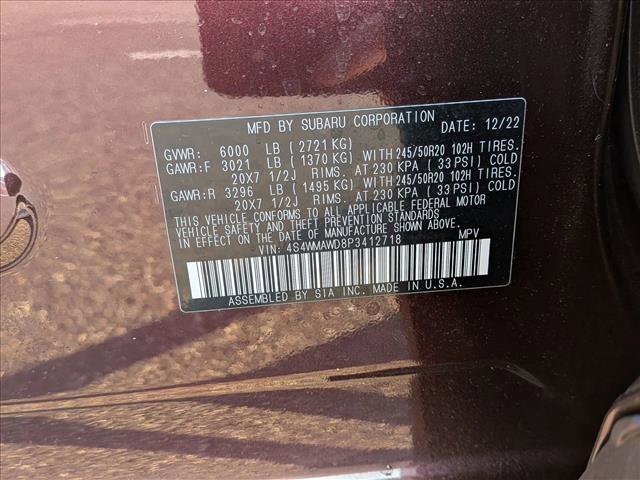 MFD BY SUBARU CORPORATION DATE: 12/22
GVWR: 6000 LB (2721 KG)
GAWR:F 3021 LB (1370 KG) WITH 245/50R20 102H TIRES.
20X7 1/2J RIMS. AT 230 KPA (33 PSI) COLD
GAWR:R 3296 LB (1495 KG) WITH 245/50R20 102H TIRES.
20X7 1/2J RIMS. AT 230 KPA (33 PSI) COLD
THIS VEHICLE CONFORMS TO ALL APPLICABLE FEDERAL MOTOR
VEHICLE SAFETY AND THEFT PREVENTION STANDARDS
IN EFFECT ON THE DATE OF MANUFACTURE SHOWN ABOVE.
VIN: 4S4WMAWD8P3412718 MPV
ASSEMBLED BY SIA INC. MADE IN U.S.A.